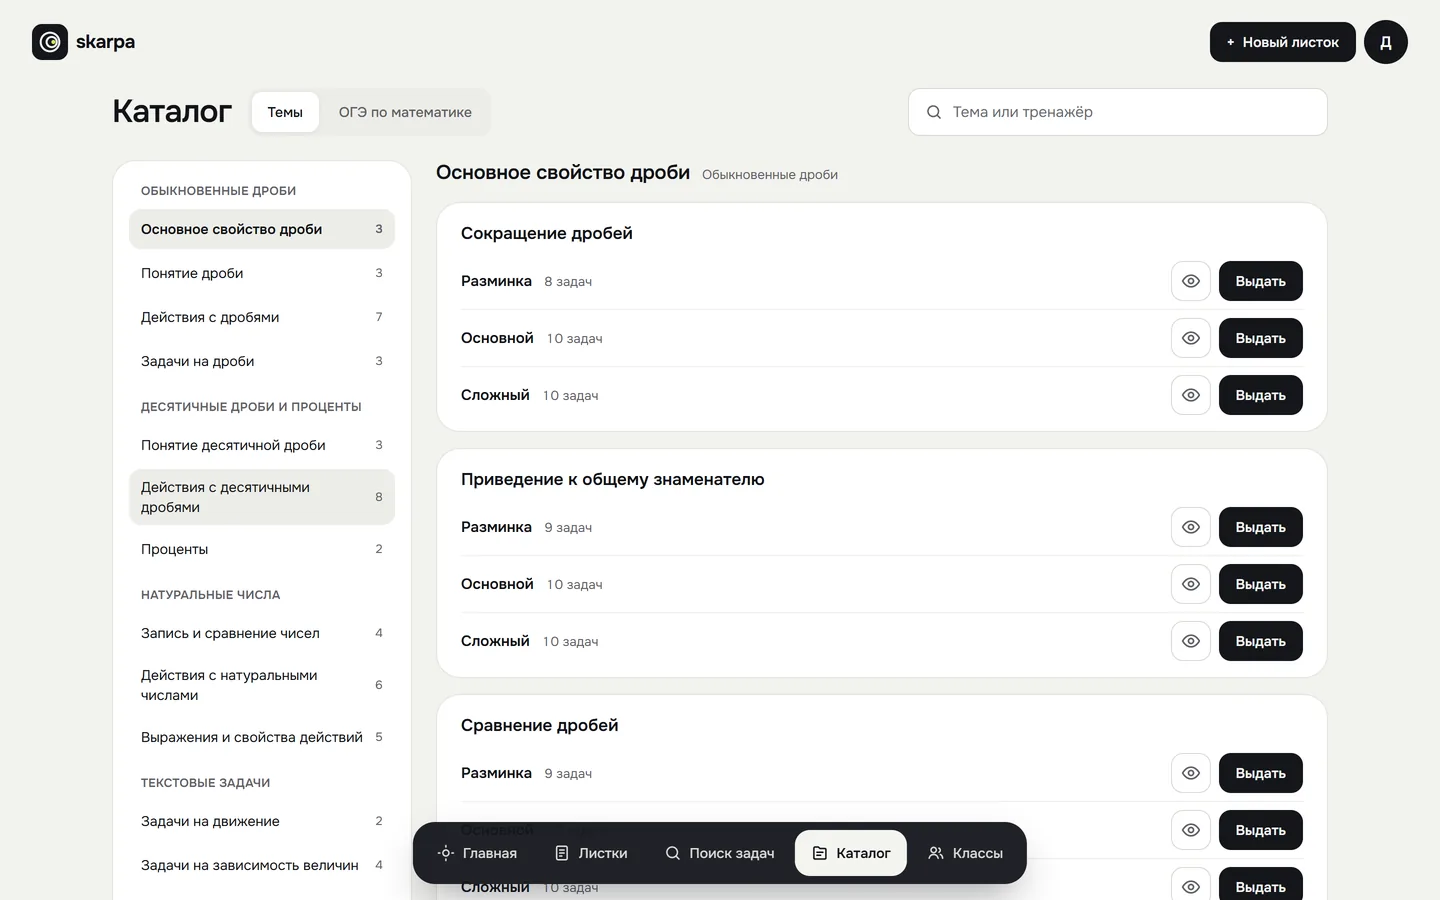 skarpa
+ Новый листок
Д
Каталог
Темы
ОГЭ по математике
Тема или тренажёр
ОБЫКНОВЕННЫЕ ДРОБИ
Основное свойство дроби 3
Понятие дроби 3
Действия с дробями 7
Задачи на дроби 3
ДЕСЯТИЧНЫЕ ДРОБИ И ПРОЦЕНТЫ
Понятие десятичной дроби 3
Действия с десятичными
дробями 8
Проценты 2
НАТУРАЛЬНЫЕ ЧИСЛА
Запись и сравнение чисел 4
Действия с натуральными
числами 6
Выражения и свойства действий 5
ТЕКСТОВЫЕ ЗАДАЧИ
Задачи на движение 2
Задачи на зависимость величин 4
Основное свойство дроби Обыкновенные дроби
Сокращение дробей
Разминка 8 задач Выдать
Основной 10 задач Выдать
Сложный 10 задач Выдать
Приведение к общему знаменателю
Разминка 9 задач Выдать
Основной 10 задач Выдать
Сложный 10 задач Выдать
Сравнение дробей
Разминка 9 задач Выдать
Основной Выдать
Сложный 10 задач Выдать
Главная
Листки
Поиск задач
Каталог
Классы